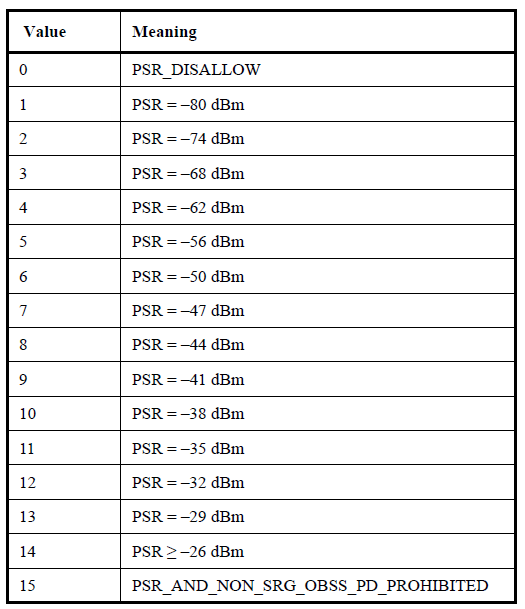 Value Meaning
0 PSR_DISALLOW
1 PSR = –80 dBm
2 PSR = –74 dBm
3 PSR = –68 dBm
4 PSR = –62 dBm
5 PSR = –56 dBm
6 PSR = –50 dBm
7 PSR = –47 dBm
8 PSR = –44 dBm
9 PSR = –41 dBm
10 PSR = –38 dBm
11 PSR = –35 dBm
12 PSR = –32 dBm
13 PSR = –29 dBm
14 PSR ≥ –26 dBm
15 PSR_AND_NON_SRG_OBSS_PD_PROHIBITED